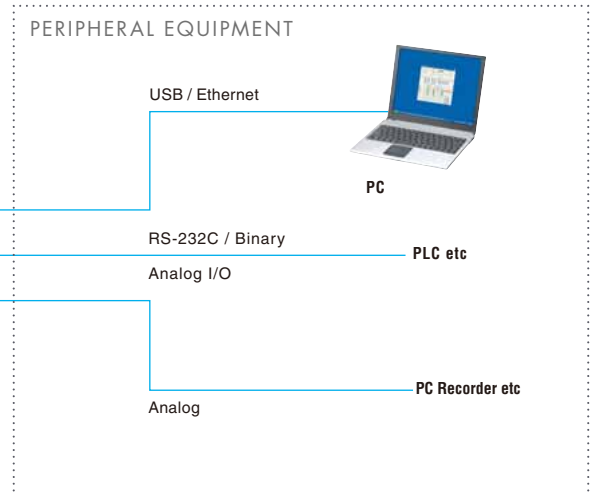 PERIPHERAL EQUIPMENT
USB / Ethernet
PC
RS-232C / Binary
PLC etc
Analog I/O
PC Recorder etc
Analog